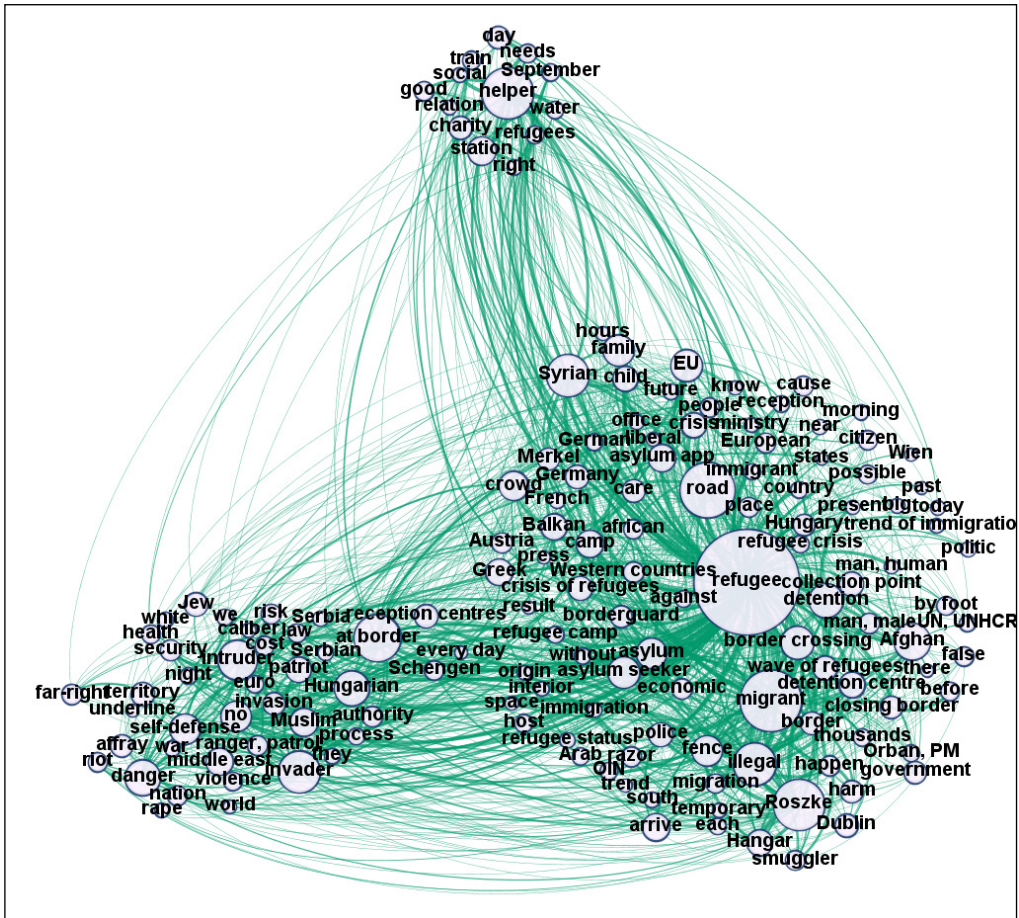 day
needs
train
social
September
good
helper
relation
water
charity
refugees
station
right
hours
family
Syrian
child
EU
future
know
cause
people
reception
morning
office
crisis
ministry
near
German
liberal
European
citizen
Merkel
asylum app
states
Wien
Germany
immigrant
possible
crowd
care
road
country
past
French
place
present
big
today
Balkan
african
Hungary
trend of immigratio
Austria
camp
refugee crisis
politic
press
Greek
Western countries
man, human
crisis of refugees
refugee
collection point
result
against
detention
by foot
borderguard
man, male
UN, UNHCR
refugee camp
border crossing
Afghan
every day
without
asylum
false
origin
asylum seeker
wave of refugees
there
interior
economic
detention centre
before
space
immigration
migrant
closing border
host
border
thousands
refugee status
police
Orban, PM
Arab
razor
fence
illegal
happen
government
OIN
trend
migration
harm
south
temporary
Roszke
arrive
each
Dublin
Hangar
smuggler
Jew
white
we
risk
Serbia
reception centres
health
caliber
law
at border
security
cost
Serbian
Intruder
Schengen
night
patriot
euro
Hungarian
far-right
territory
invasion
underline
no
Muslim
authority
self-defense
process
affray
war
ranger, patrol
they
riot
middle east
danger
violence
invader
nation
rape
world